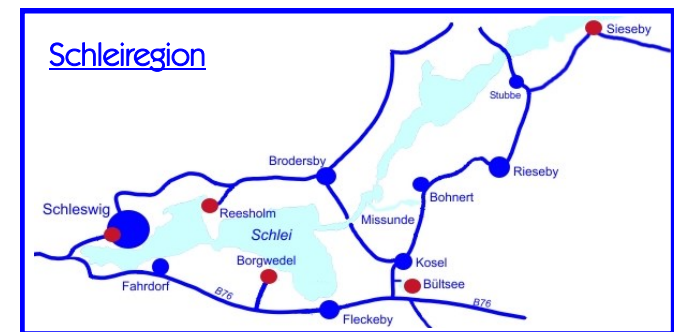 Schleiregion
Sieseby
Stubbe
Brodersby
Rieseby
Bohnert
Schleswig
Reesholm
Missunde
Schlei
Borgwedel
Kosel
Fahrdorf
Bültsee
B76
B76
Fleckeby